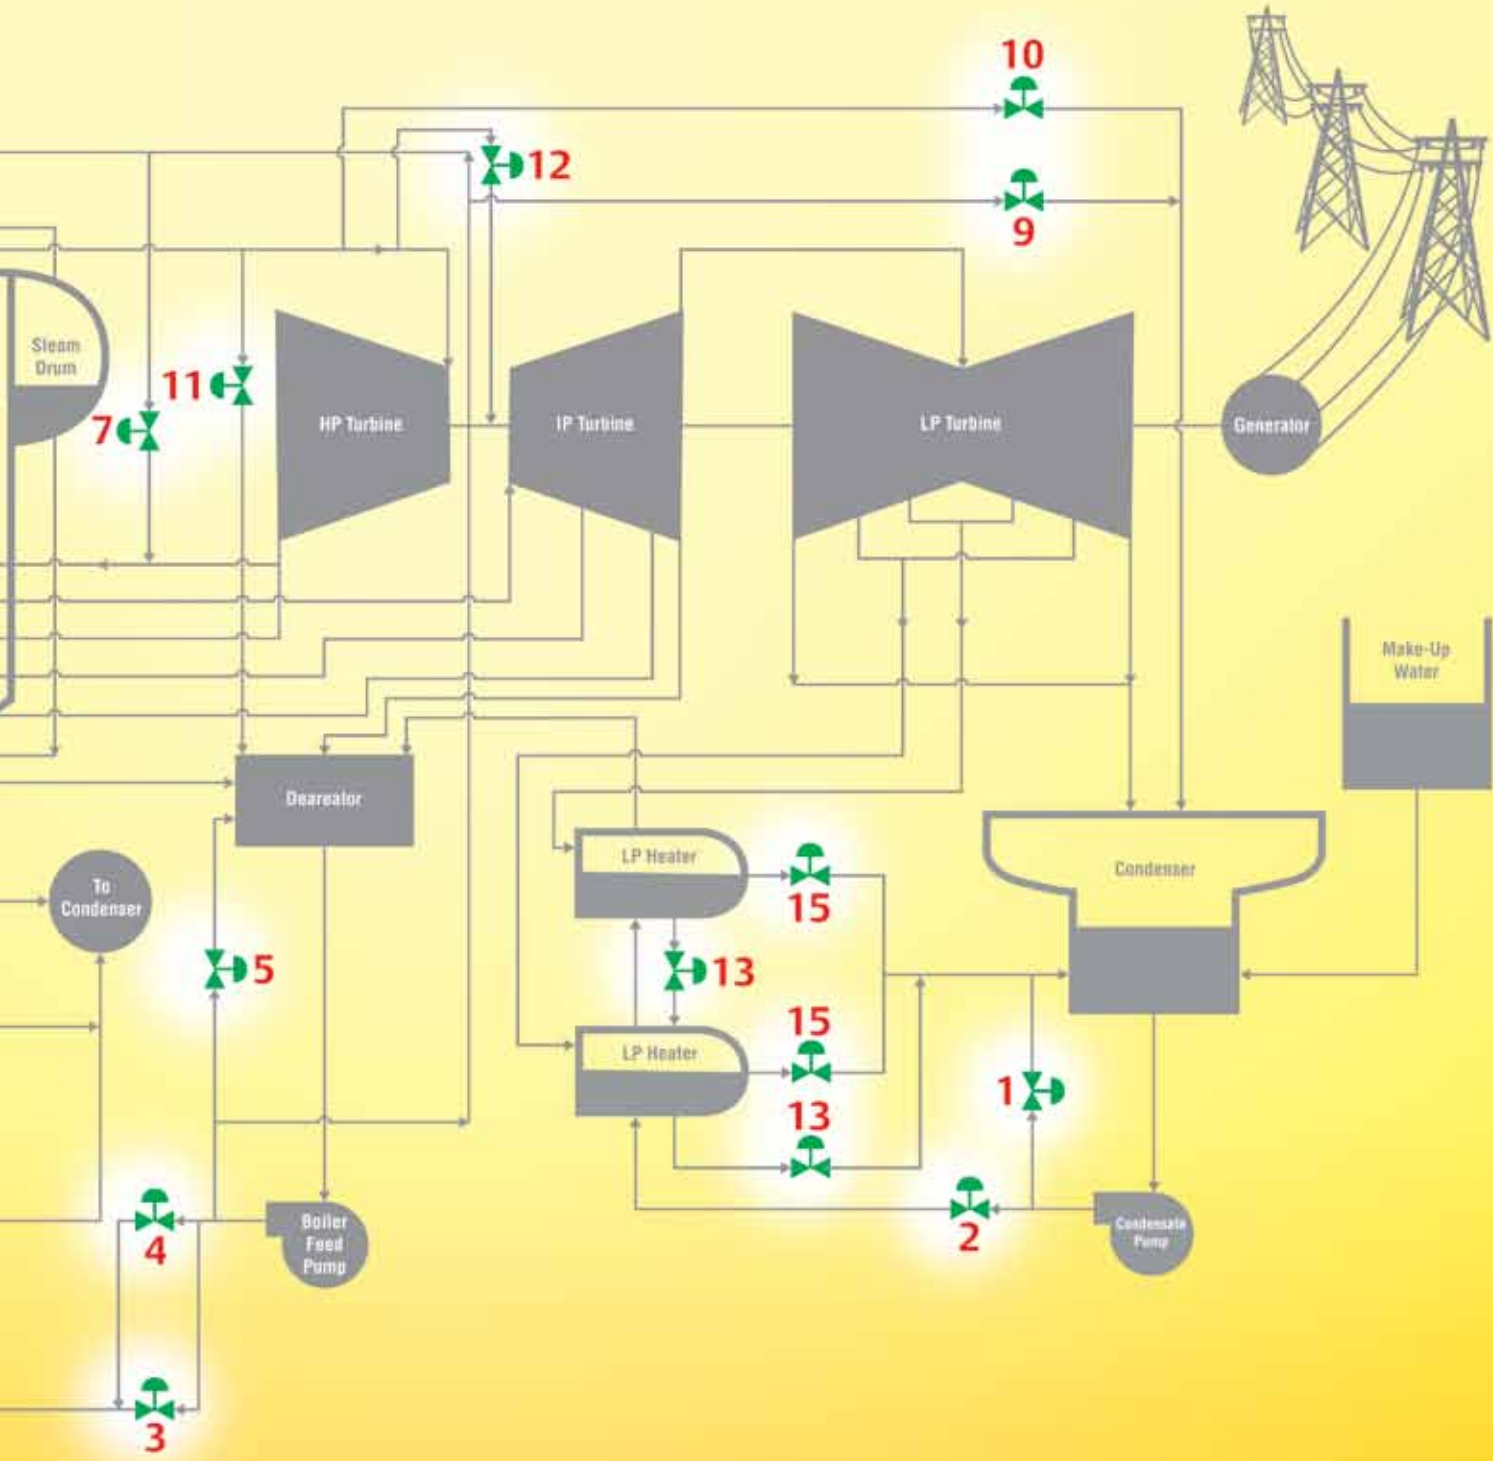 10
12
9
Steam
Drum
11
7
HP Turbine
IP Turbine
LP Turbine
Generator
Make-Up
Water
Deareator
LP Heater
Condenser
15
To
Condenser
5
13
15
LP Heater
1
13
4
Boiler
Feed
Pump
2
Condensate
Pump
3